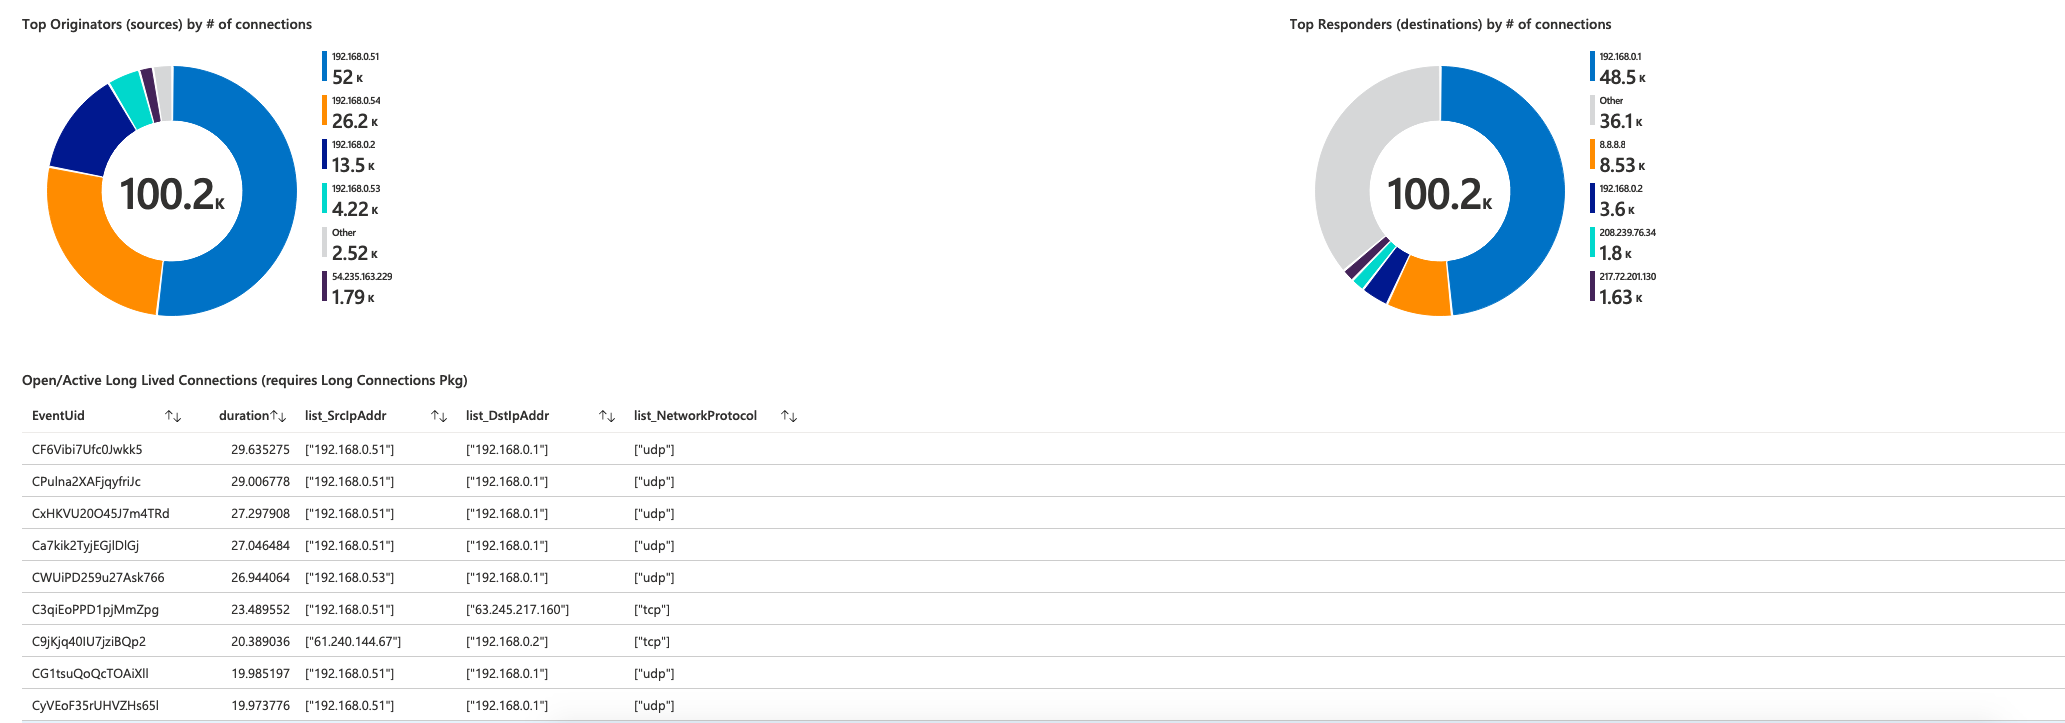 Top Originators (sources) by # of connections
100.2 K
192.168.0.51
52 K
192.168.0.54
26.2 K
192.168.0.2
13.5 K
192.168.0.53
4.22 K
Other
2.52 K
54.235.163.229
1.79 K
Top Responders (destinations) by # of connections
100.2 K
192.168.0.1
48.5 K
Other
36.1 K
8.8.8.8
8.53 K
192.168.0.2
3.6 K
208.239.76.34
1.8 K
217.72.201.130
1.63 K
Open/Active Long Lived Connections (requires Long Connections Pkg)
EventUid ↑↓ duration↑↓ list_SrcIpAddr ↑↓ list_DstIpAddr ↑↓ list_NetworkProtocol ↑↓
CF6Vibi7Ufc0Jwkk5 29.635275 ["192.168.0.51"] ["192.168.0.1"] ["udp"]
CPulna2XAFjqyfriJc 29.006778 ["192.168.0.51"] ["192.168.0.1"] ["udp"]
CxHKVU20O45J7m4TRd 27.297908 ["192.168.0.51"] ["192.168.0.1"] ["udp"]
Ca7kik2TyjEGjlDlGj 27.046484 ["192.168.0.51"] ["192.168.0.1"] ["udp"]
CWUiPD259u27Ask766 26.944064 ["192.168.0.53"] ["192.168.0.1"] ["udp"]
C3qiEoPPD1pjMmZpg 23.489552 ["192.168.0.51"] ["63.245.217.160"] ["tcp"]
C9jKjq40IU7jziBQp2 20.389036 ["61.240.144.67"] ["192.168.0.2"] ["tcp"]
CG1tsuQoQcTOAiXll 19.985197 ["192.168.0.51"] ["192.168.0.1"] ["udp"]
CyVEoF35rUHVZHs65l 19.973776 ["192.168.0.51"] ["192.168.0.1"] ["udp"]